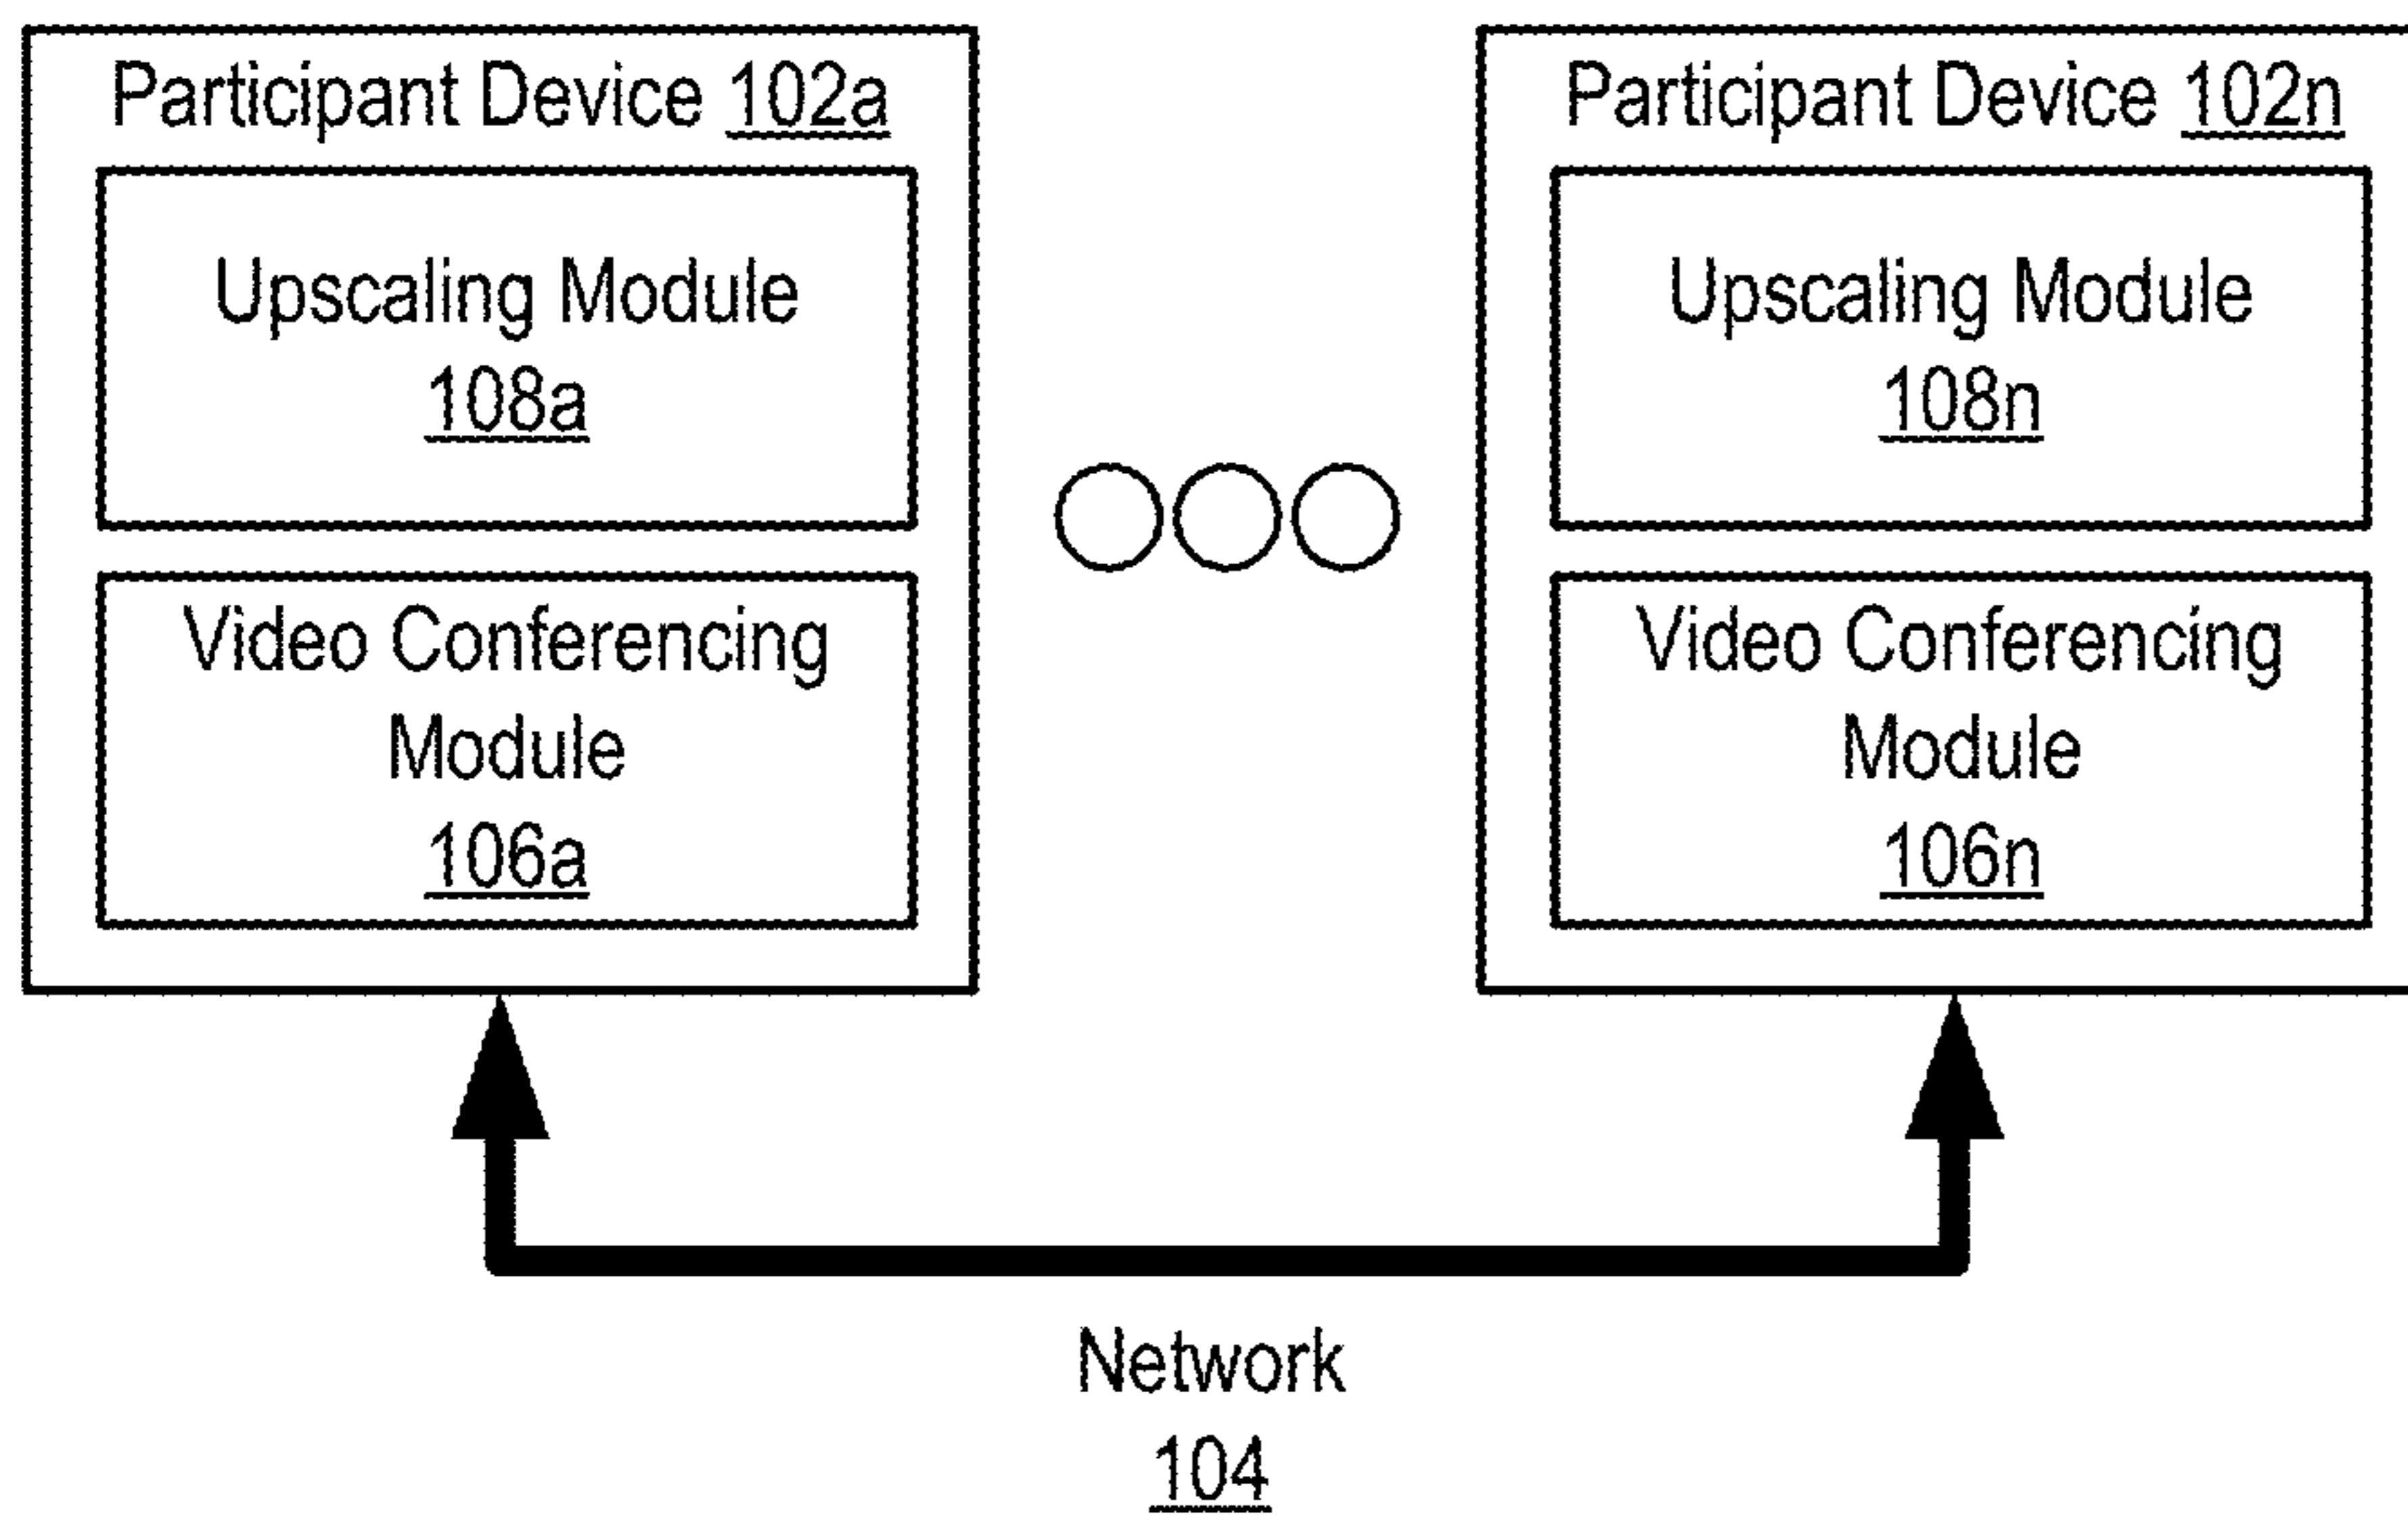 Participant Device 102a
Upscaling Module
108a
Video Conferencing
Module
106a
Participant Device 102n
Upscaling Module
108n
Video Conferencing
Module
106n
Network
104